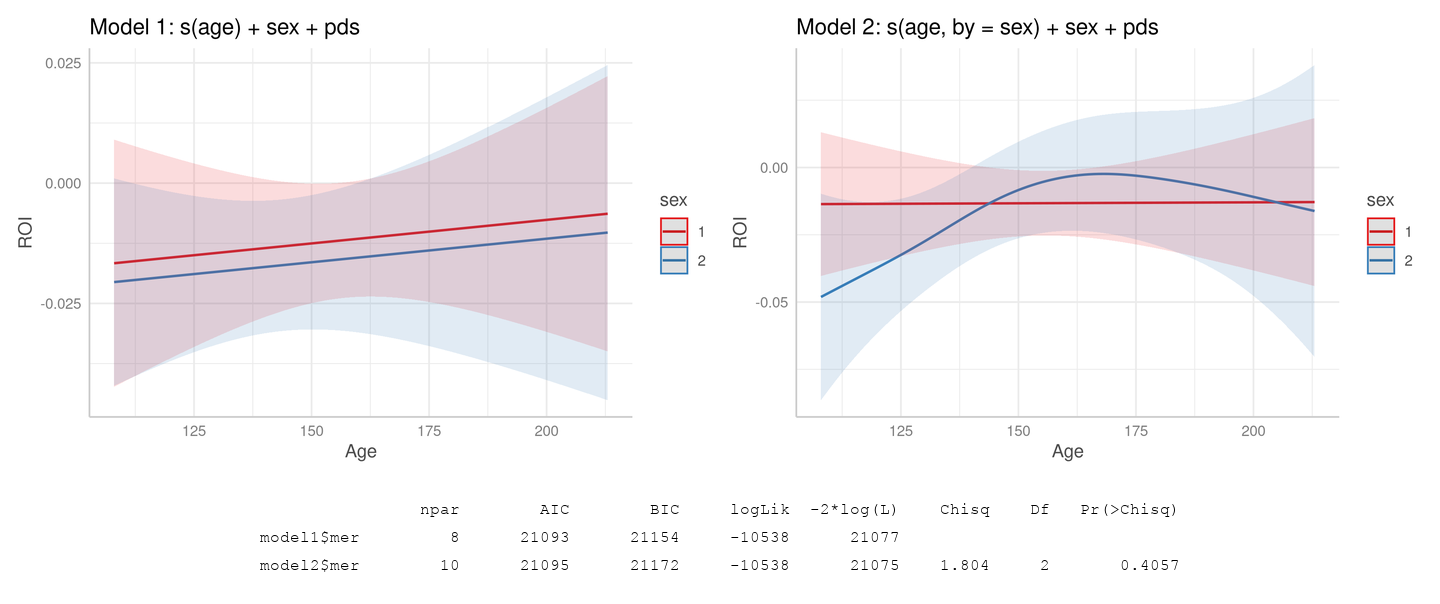 Model 1: s(age) + sex + pds
0.025
0.000
-0.025
ROI
125 150 175 200
Age
sex
1
2
Model 2: s(age, by = sex) + sex + pds
0.00
-0.05
ROI
125 150 175 200
Age
sex
1
2
npar AIC BIC logLik -2*log(L) Chisq Df Pr(>Chisq)
model1$mer 8 21093 21154 -10538 21077
model2$mer 10 21095 21172 -10538 21075 1.804 2 0.4057